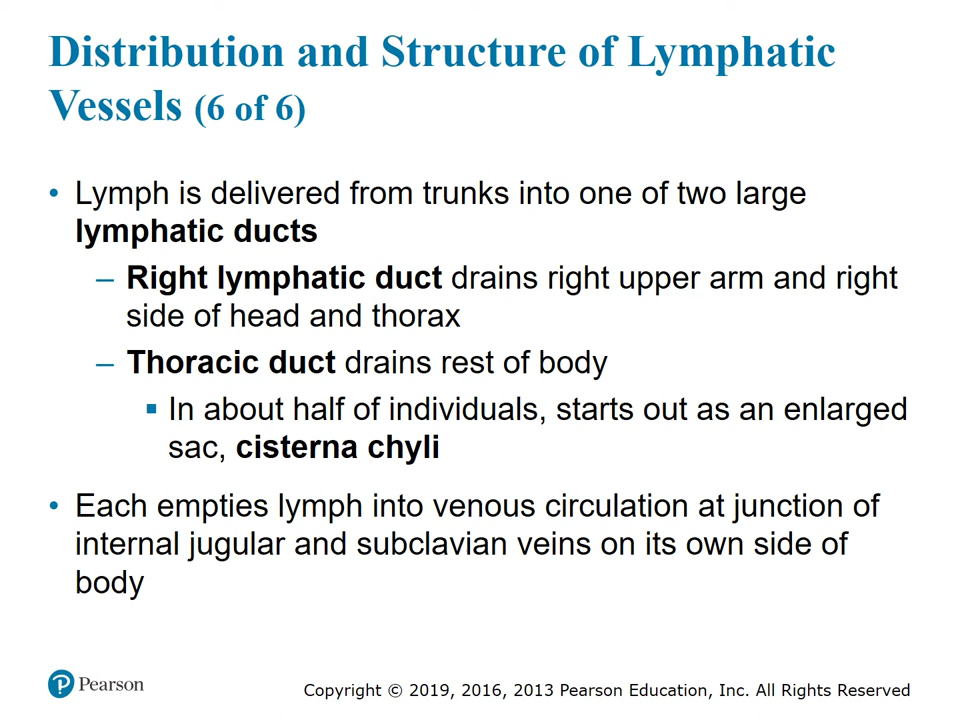 Distribution and Structure of Lymphatic
Vessels (6 of 6)
• Lymph is delivered from trunks into one of two large
lymphatic ducts
– Right lymphatic duct drains right upper arm and right
side of head and thorax
– Thoracic duct drains rest of body
▪ In about half of individuals, starts out as an enlarged
sac, cisterna chyli
• Each empties lymph into venous circulation at junction of
internal jugular and subclavian veins on its own side of
body
P Pearson
Copyright © 2019, 2016, 2013 Pearson Education, Inc. All Rights Reserved